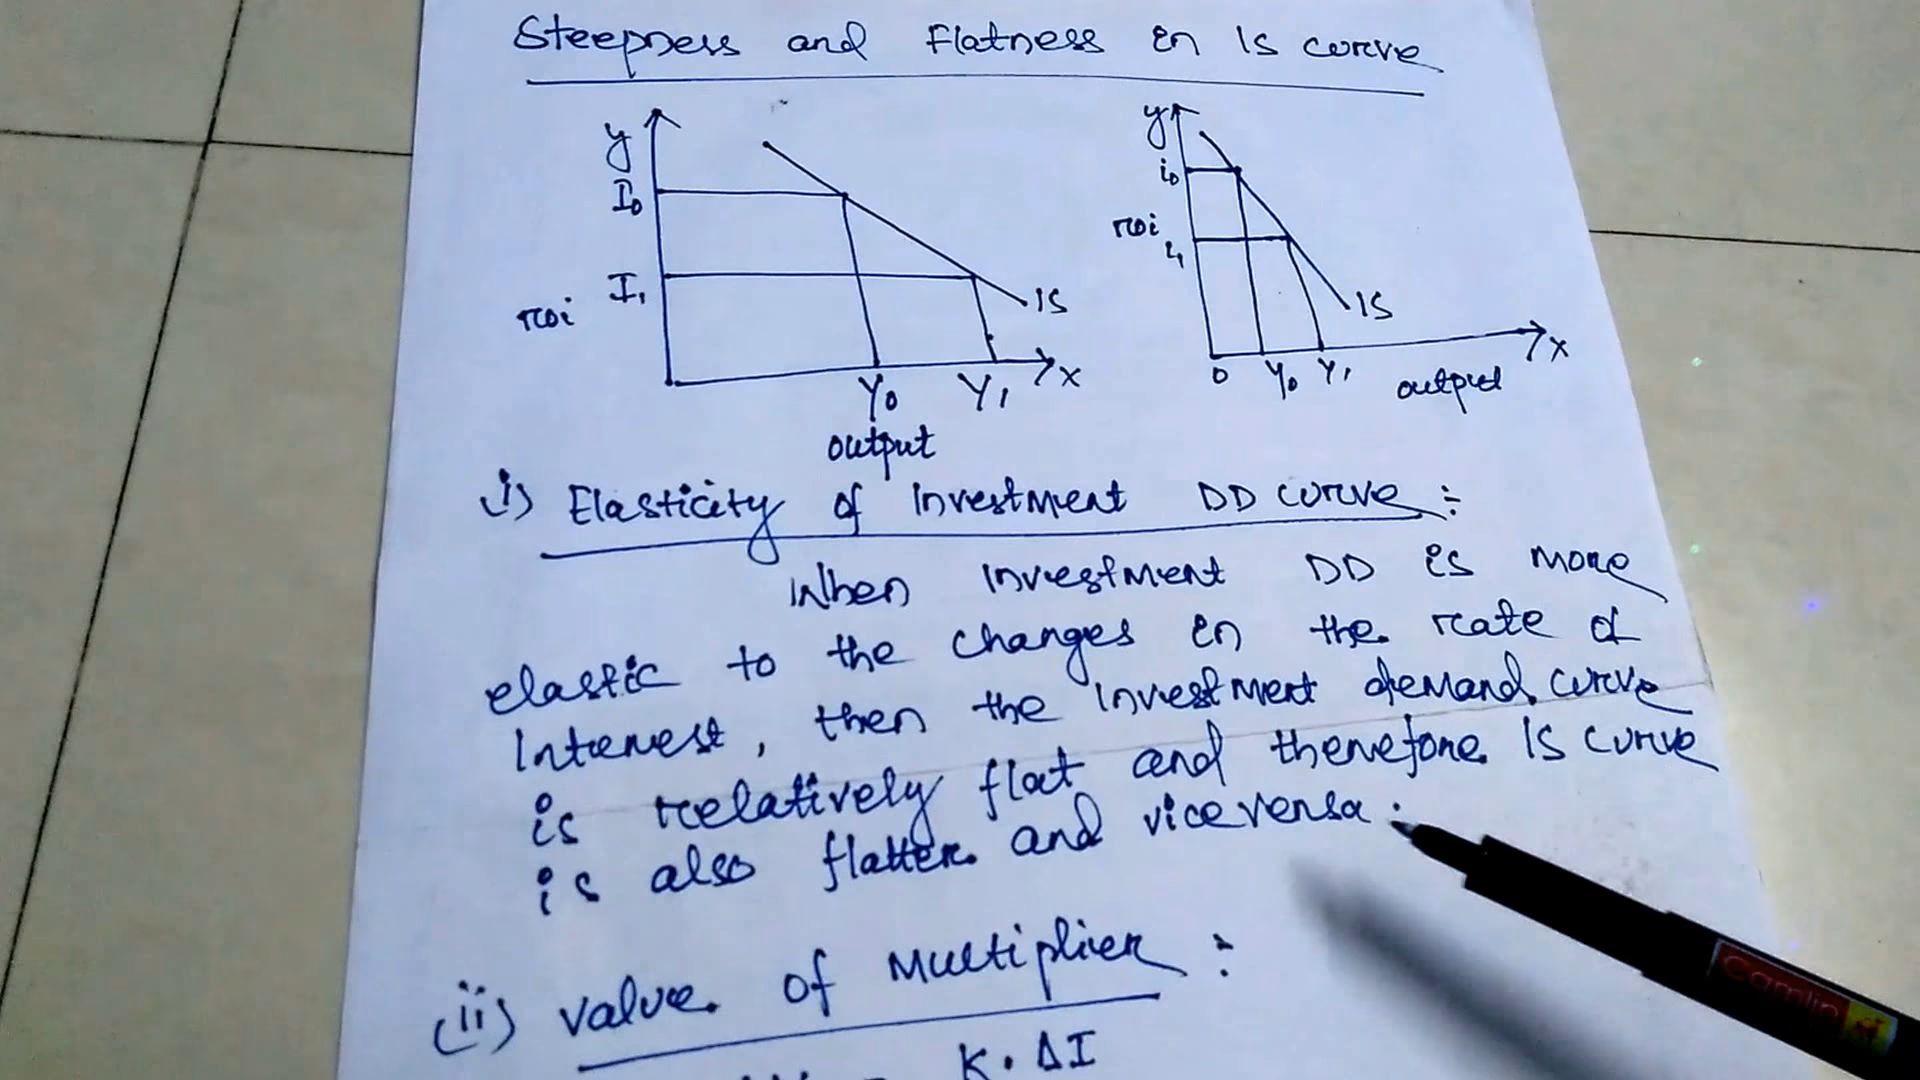 Steepness and Flatness in IS curve
y
I0
I1
roi
IS
Y0 Y1 x
output
y
i0
roi
i1
IS
0 Y0 Y1 x
output
(i) Elasticity of Investment DD curve :-
When investment DD is more
elastic to the changes in the rate of
Interest, then the investment demand curve
is relatively flat and therefore IS curve
is also flatter and viceversa.
(ii) value of Multiplier :
K. ΔI
Camlin